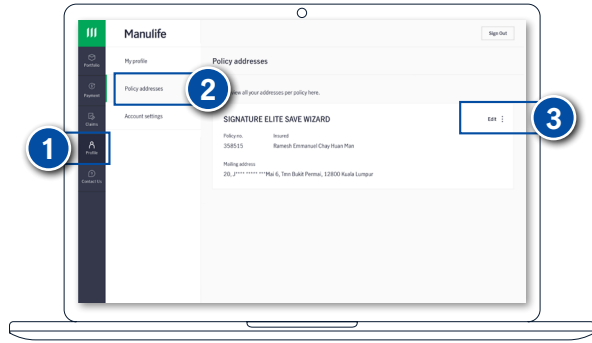 Manulife
Sign Out
Portfolio
Payment
Claims
Profile
Contact Us
My profile
Policy addresses
Account settings
Policy addresses
all your addresses per policy here.
SIGNATURE ELITE SAVE WIZARD
Edit
Policy no. Insured
358515 Ramesh Emmanuel Chay Huan Man
Mailing address
20, J**** ***** ***Mai 6, Tmn Bukit Permai, 12800 Kuala Lumpur
1
2
3